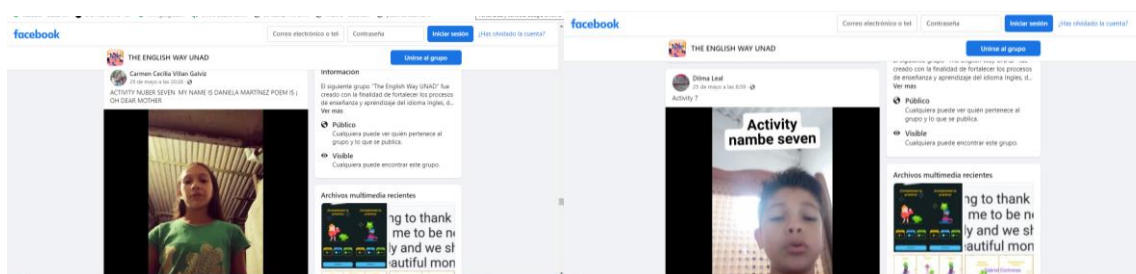 facebook
Correo electrónico o tel
Contraseña
Iniciar sesión
¿Has olvidado la cuenta?
THE ENGLISH WAY UNAD
Unirse al grupo
Carmen Cecilia Villan Galviz
ACTIVITY NUBER SEVEN MY NAME IS DANIELA MARTÍNEZ POEM IS ¡
OH DEAR MOTHER
Información
El siguiente grupo "The English Way UNAD" fue
creado con la finalidad de fortalecer los procesos
de enseñanza y aprendizaje del idioma ingles, d...
Ver más
Público
Cualquiera puede ver quién pertenece al
grupo y lo que se publica.
Visible
Cualquiera puede encontrar este grupo.
Archivos multimedia recientes
ng to thank
me to be n
ly and we sh
eautiful mon
facebook
Correo electrónico o tel
Contraseña
Iniciar sesión
¿Has olvidado la cuenta?
THE ENGLISH WAY UNAD
Unirse al grupo
Dilma Leal
Activity 7
Activity
nambe seven
creado con la finalidad de fortalecer los procesos
de enseñanza y aprendizaje del idioma ingles, d...
Ver más
Público
Cualquiera puede ver quién pertenece al
grupo y lo que se publica.
Visible
Cualquiera puede encontrar este grupo.
Archivos multimedia recientes
ng to thank
me to be n
ly and we sh
eautiful mon